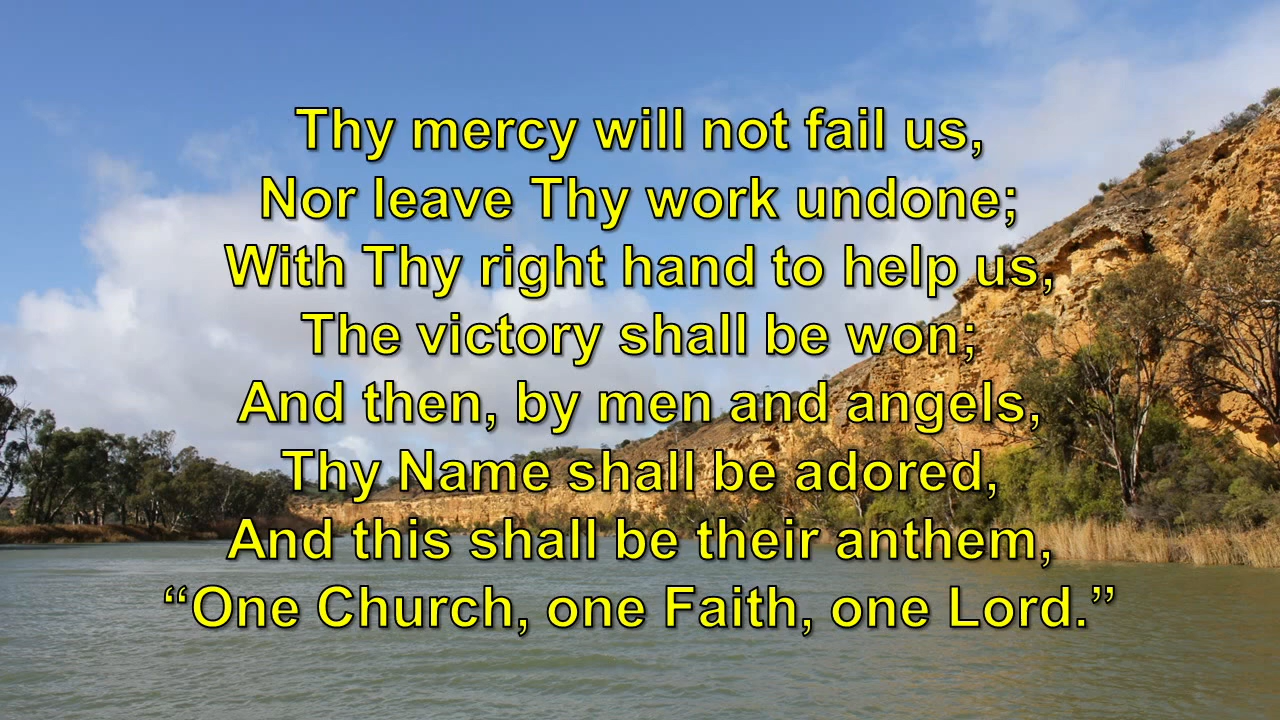 Thy mercy will not fail us,
Nor leave Thy work undone;
With Thy right hand to help us,
The victory shall be won;
And then, by men and angels,
Thy Name shall be adored,
And this shall be their anthem,
“One Church, one Faith, one Lord.”